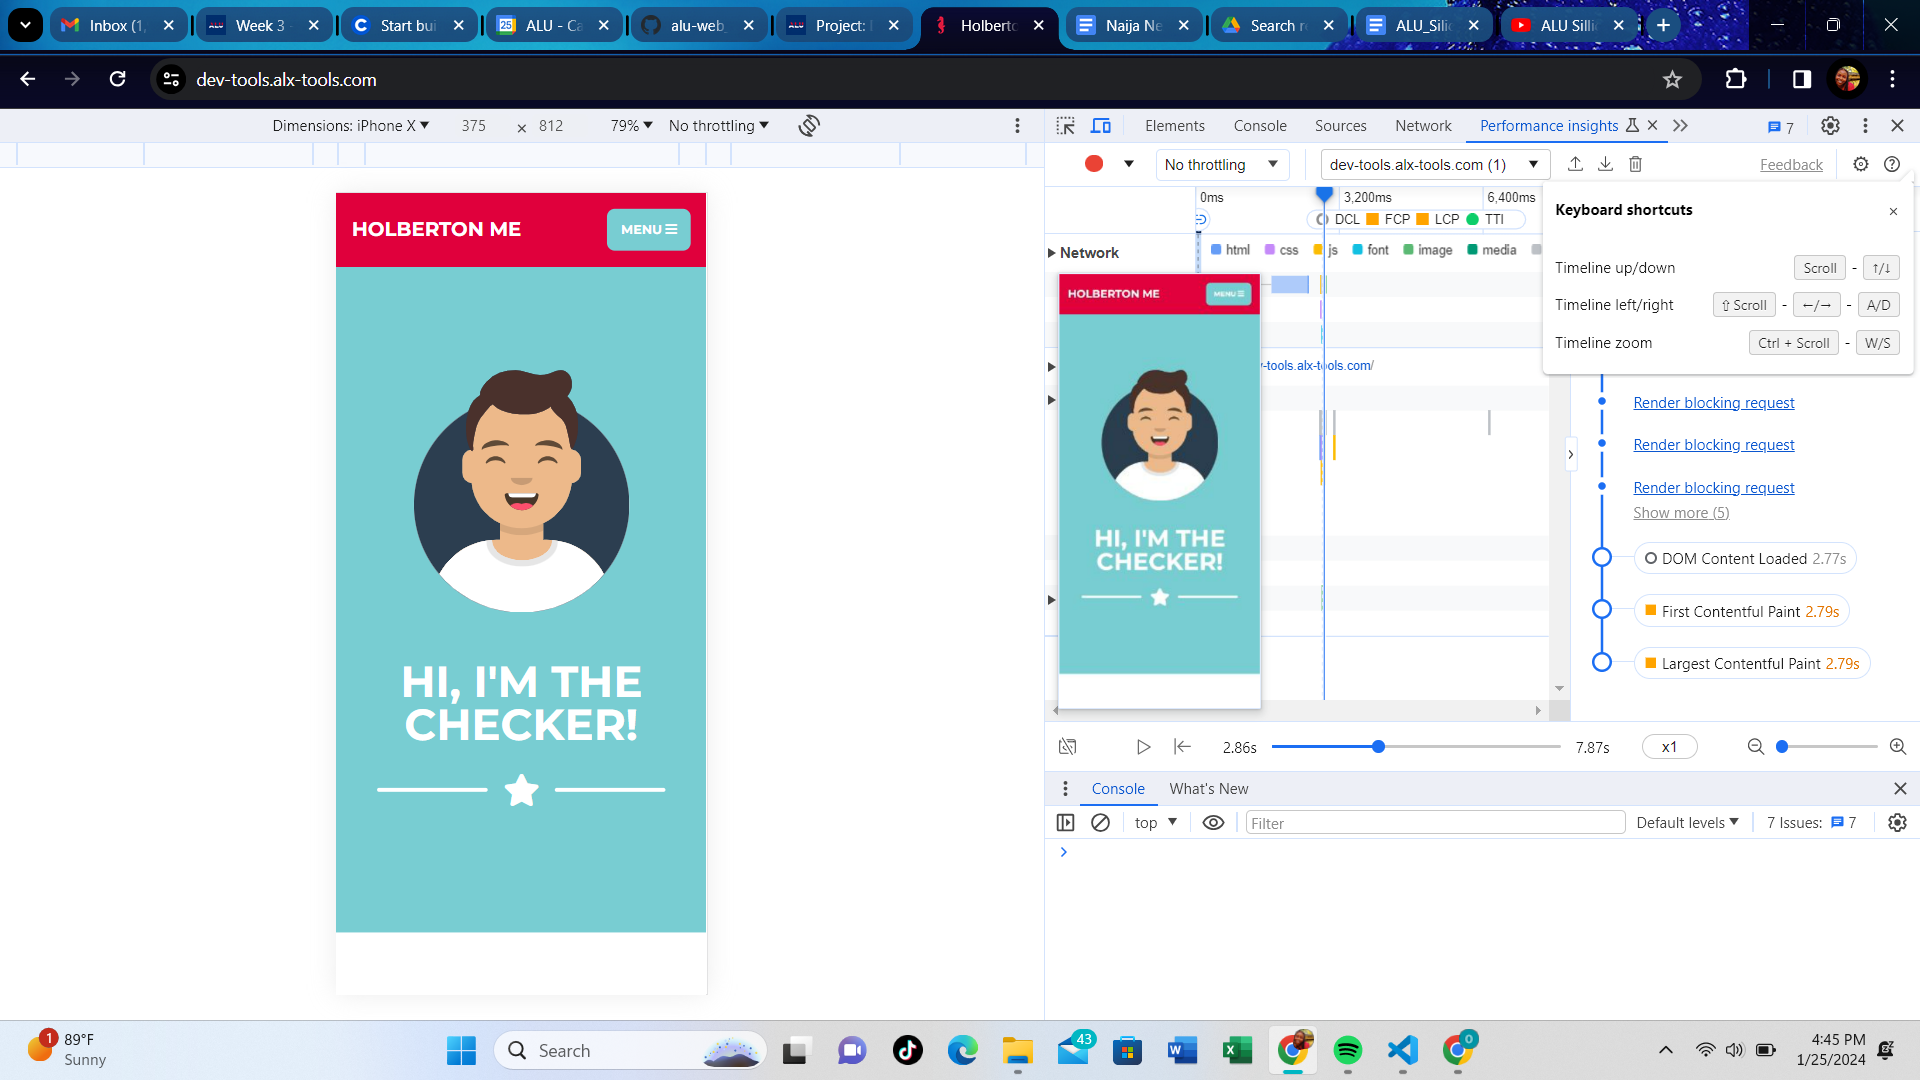 Inbox (1,
Week 3
Start bui
ALU - Ca
alu-web
Project:
Holberto
Naija Ne
Search r
ALU_Sili
ALU Silli
dev-tools.alx-tools.com
Dimensions: iPhone X 375 × 812 79% No throttling
Elements Console Sources Network Performance insights 7
No throttling dev-tools.alx-tools.com (1) Feedback
HOLBERTON ME
MENU
HI, I'M THE
CHECKER!
0ms 3,200ms 6,400ms
DCL FCP LCP TTI
Network html css js font image media
HOLBERTON ME
MENU
-tools.alx-tools.com/
HI, I'M THE
CHECKER!
Keyboard shortcuts ×
Timeline up/down Scroll - ↑/↓
Timeline left/right ⇧ Scroll - ←/→ - A/D
Timeline zoom Ctrl + Scroll - W/S
Render blocking request
Render blocking request
Render blocking request
Show more (5)
DOM Content Loaded 2.77s
First Contentful Paint 2.79s
Largest Contentful Paint 2.79s
2.86s 7.87s x1
Console What's New
top Filter Default levels 7 Issues: 7
1
89°F
Sunny
Search
43
0
4:45 PM
1/25/2024